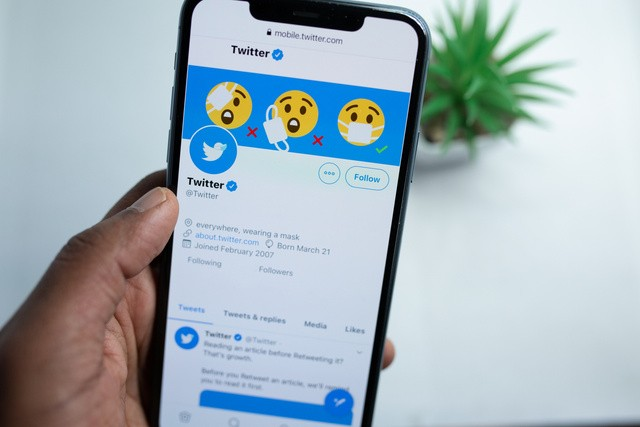 mobile.twitter.com
Twitter
Twitter
@Twitter
Follow
everywhere, wearing a mask
about.twitter.com Born March 21
Joined February 2007
Following Followers
Tweets Tweets & replies Media Likes
Twitter @Twitter
Reading an article before Retweeting it?
That's growth.
Before you Retweet an article, we'll remind
you to read it first.